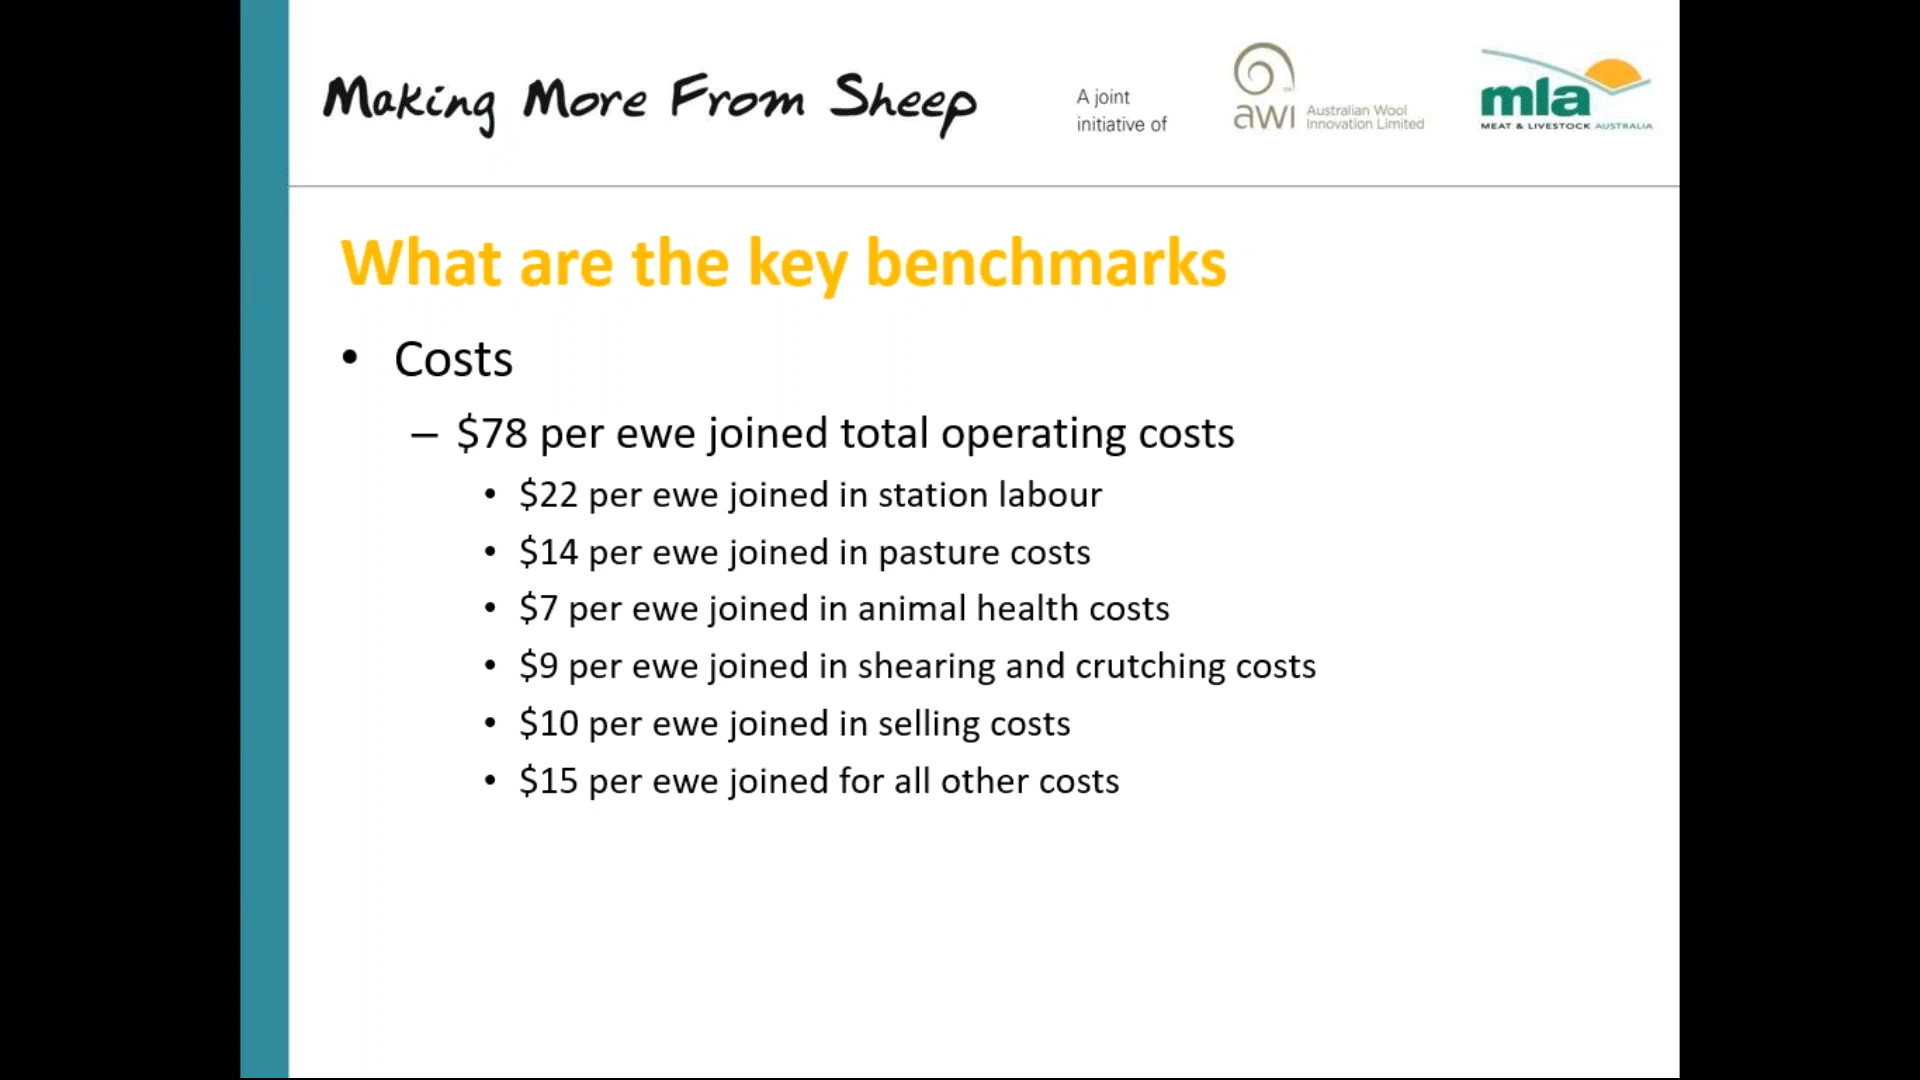 Making More From Sheep
A joint
initiative of
awi
Australian Wool
Innovation Limited
mla
MEAT & LIVESTOCK AUSTRALIA
What are the key benchmarks
• Costs
– $78 per ewe joined total operating costs
• $22 per ewe joined in station labour
• $14 per ewe joined in pasture costs
• $7 per ewe joined in animal health costs
• $9 per ewe joined in shearing and crutching costs
• $10 per ewe joined in selling costs
• $15 per ewe joined for all other costs